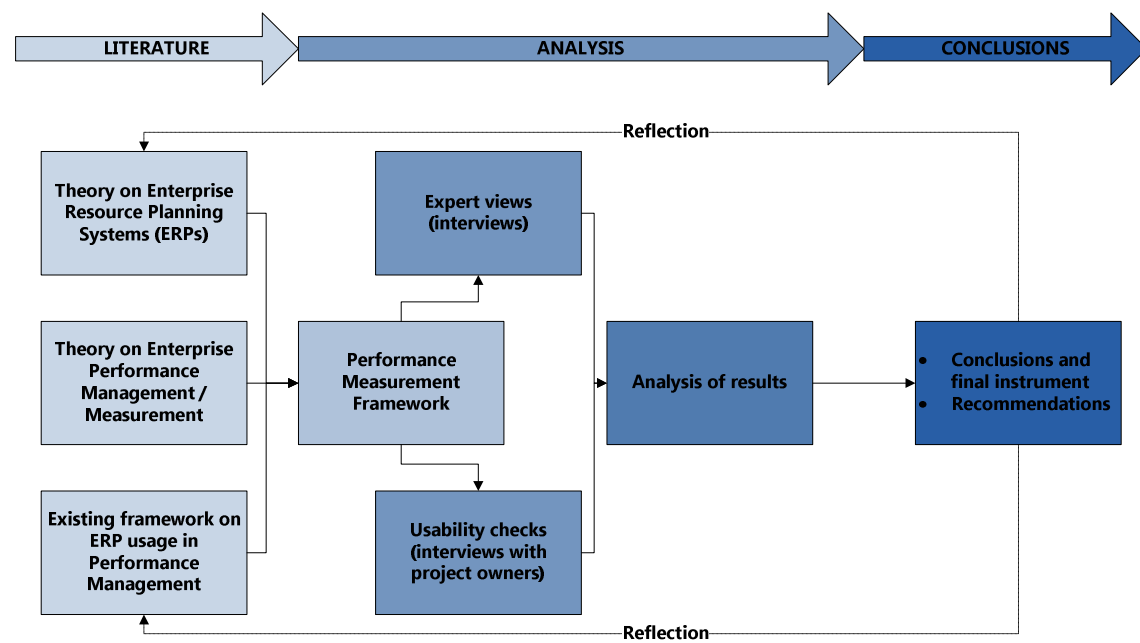 LITERATURE
ANALYSIS
CONCLUSIONS
Reflection
Theory on Enterprise
Resource Planning
Systems (ERPs)
Expert views
(interviews)
Theory on Enterprise
Performance
Management /
Measurement
Performance
Measurement
Framework
Analysis of results
• Conclusions and
final instrument
• Recommendations
Existing framework on
ERP usage in
Performance
Management
Usability checks
(interviews with
project owners)
Reflection